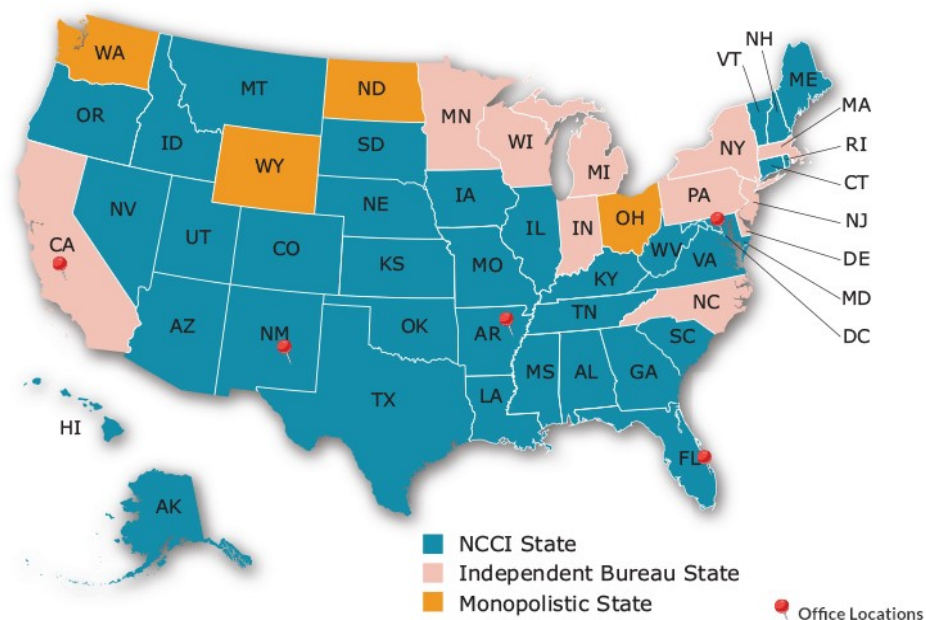 NH
VT
WA
ME
MT
ND
MA
OR
MN
ID
SD
WI
NY
RI
WY
MI
CT
IA
PA
NE
NV
NJ
OH
IL
IN
UT
CA
CO
WV
DE
VA
KS
MO
KY
MD
NC
TN
AZ
OK
NM
AR
DC
SC
MS
AL
GA
TX
LA
HI
FL
AK
NCCI State
Independent Bureau State
Monopolistic State
Office Locations